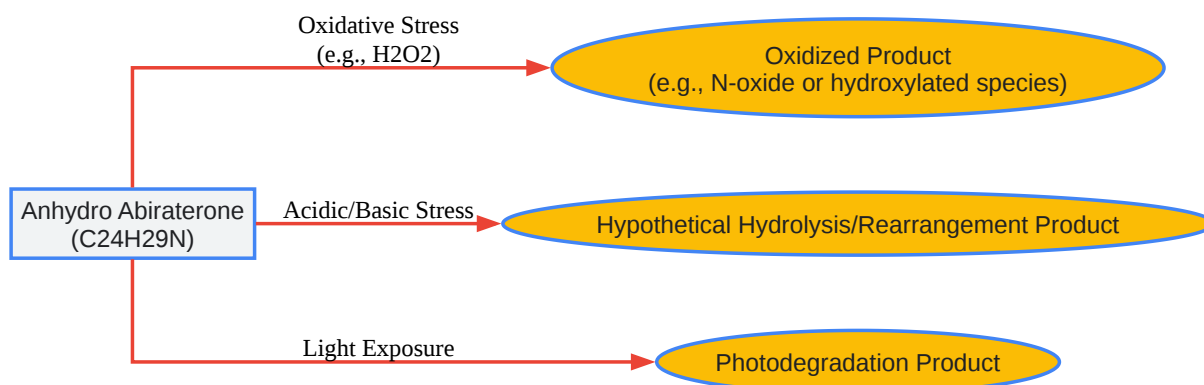 Oxidative Stress
(e.g., H2O2)
Oxidized Product
(e.g., N-oxide or hydroxylated species)
Anhydro Abiraterone
(C24H29N)
Acidic/Basic Stress
Hypothetical Hydrolysis/Rearrangement Product
Light Exposure
Photodegradation Product